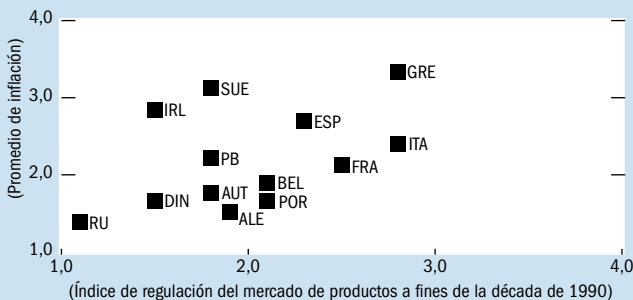 4,0
3,0
2,0
1,0
(Promedio de inflación)
GRE
SUE
IRL
ESP
ITA
PB
FRA
BEL
AUT
DIN
POR
ALE
RU
1,0
2,0
3,0
4,0
(Índice de regulación del mercado de productos a fines de la década de 1990)